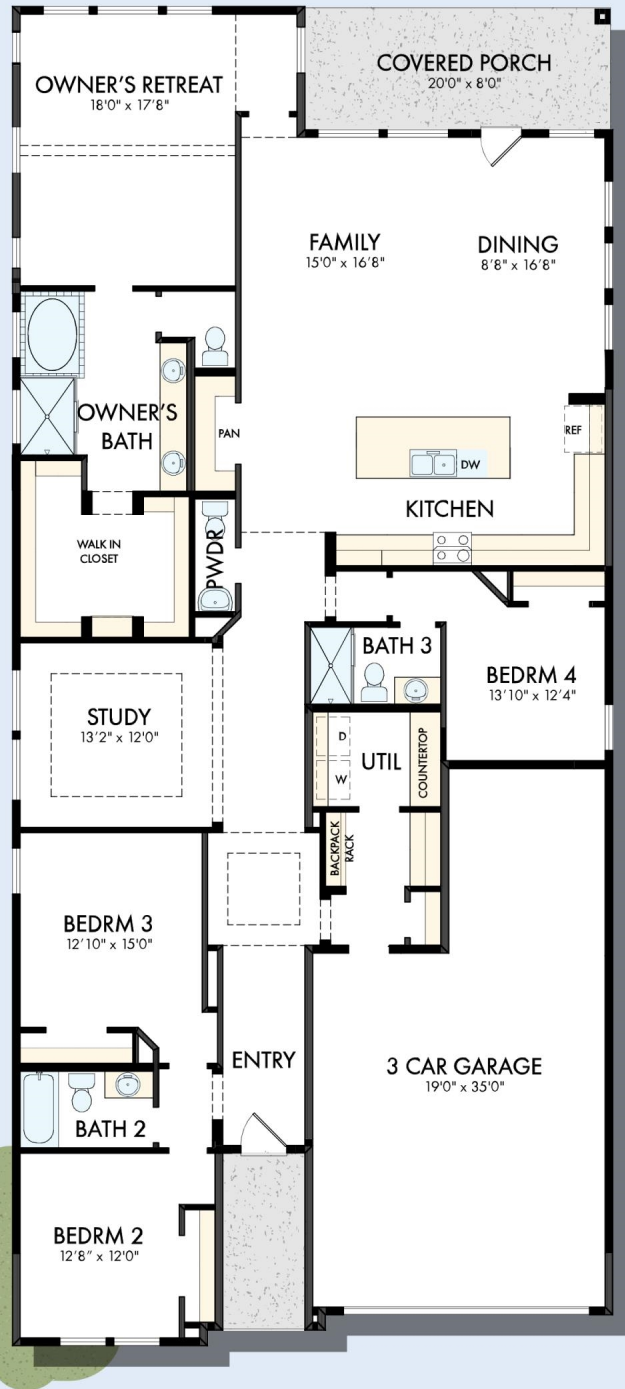 OWNER'S RETREAT
18'0" x 17'8"
COVERED PORCH
20'0" x 8'0"
FAMILY
15'0" x 16'8"
DINING
8'8" x 16'8"
OWNER'S
BATH
PAN
REF
DW
KITCHEN
WALK IN
CLOSET
PWDR
BATH 3
BEDRM 4
13'10" x 12'4"
STUDY
13'2" x 12'0"
D
W
UTIL
COUNTERTOP
BACKPACK
RACK
BEDRM 3
12'10" x 15'0"
ENTRY
3 CAR GARAGE
19'0" x 35'0"
BATH 2
BEDRM 2
12'8" x 12'0"